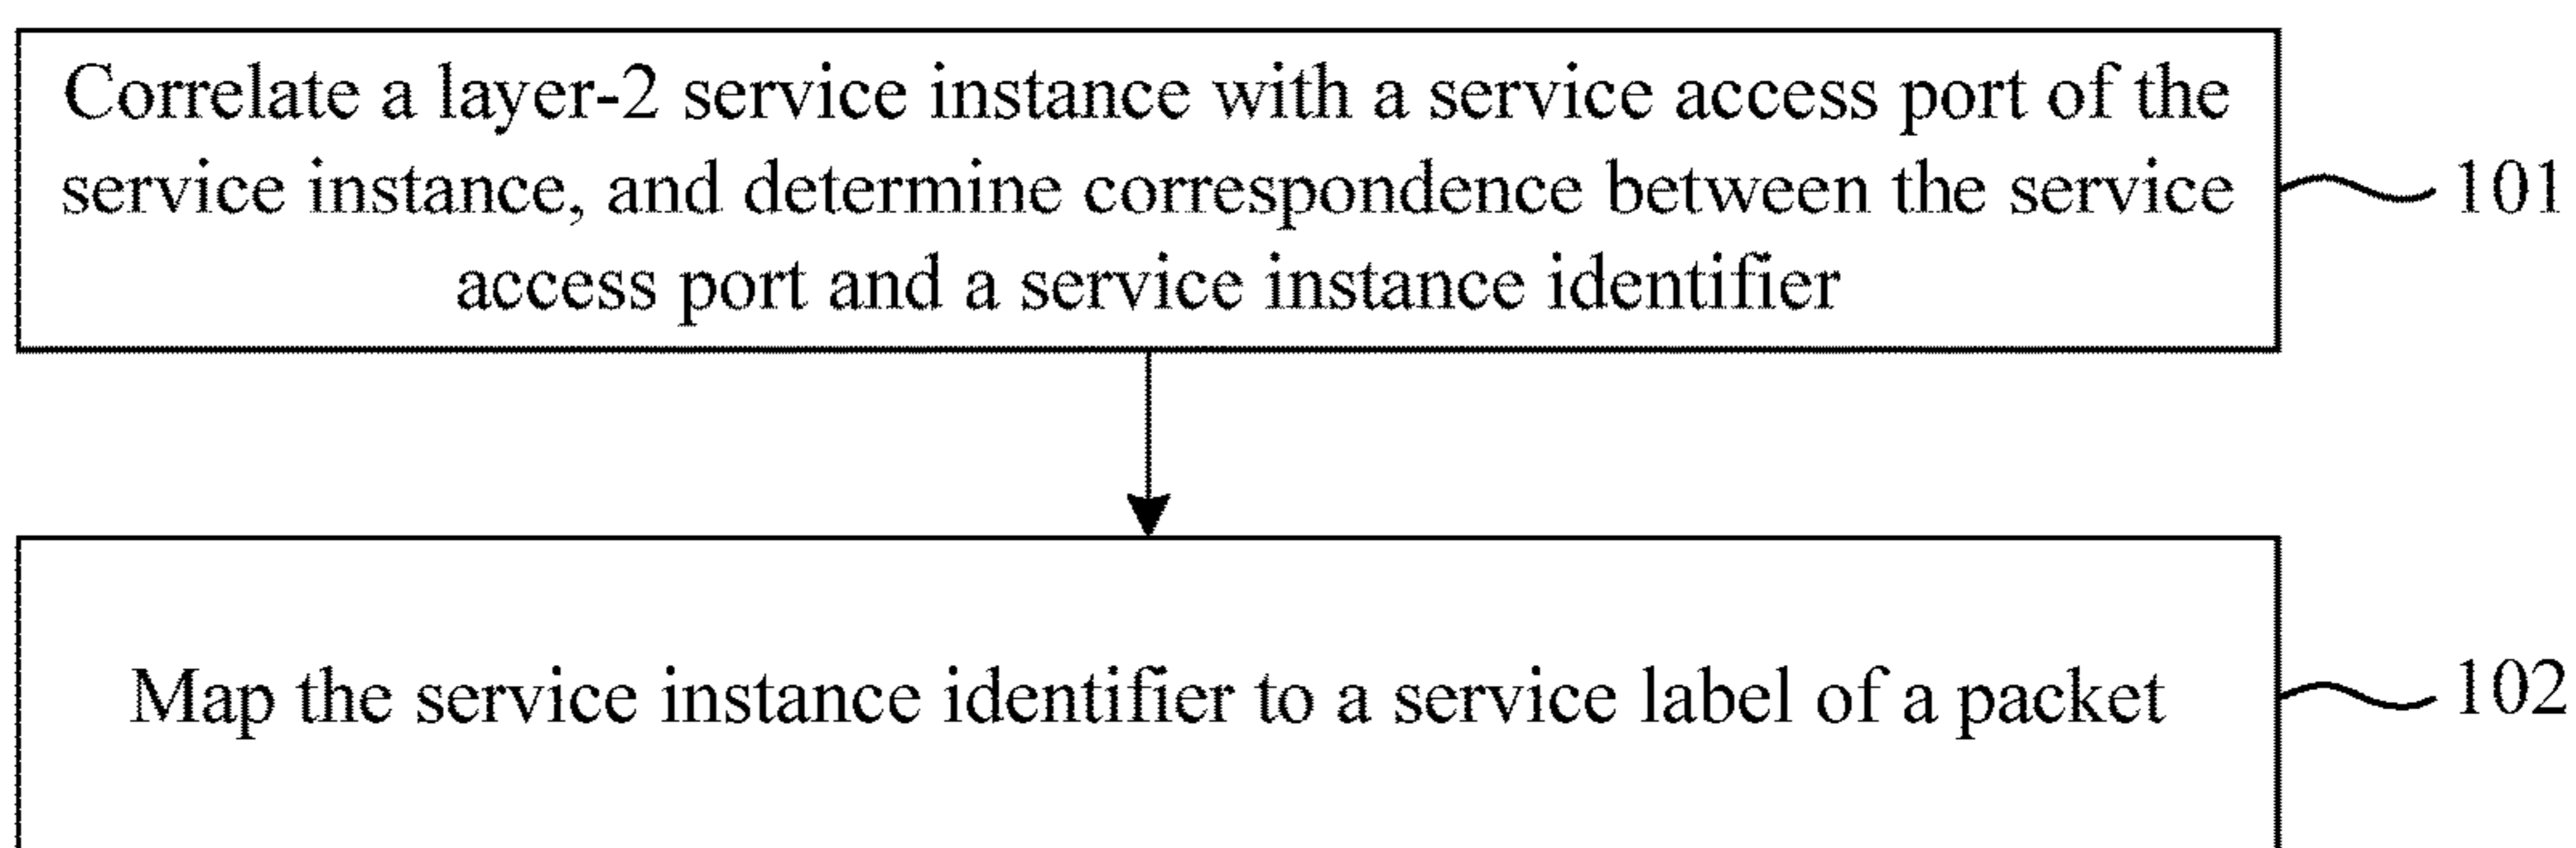 Correlate a layer-2 service instance with a service access port of the
service instance, and determine correspondence between the service
access port and a service instance identifier
101
Map the service instance identifier to a service label of a packet
102